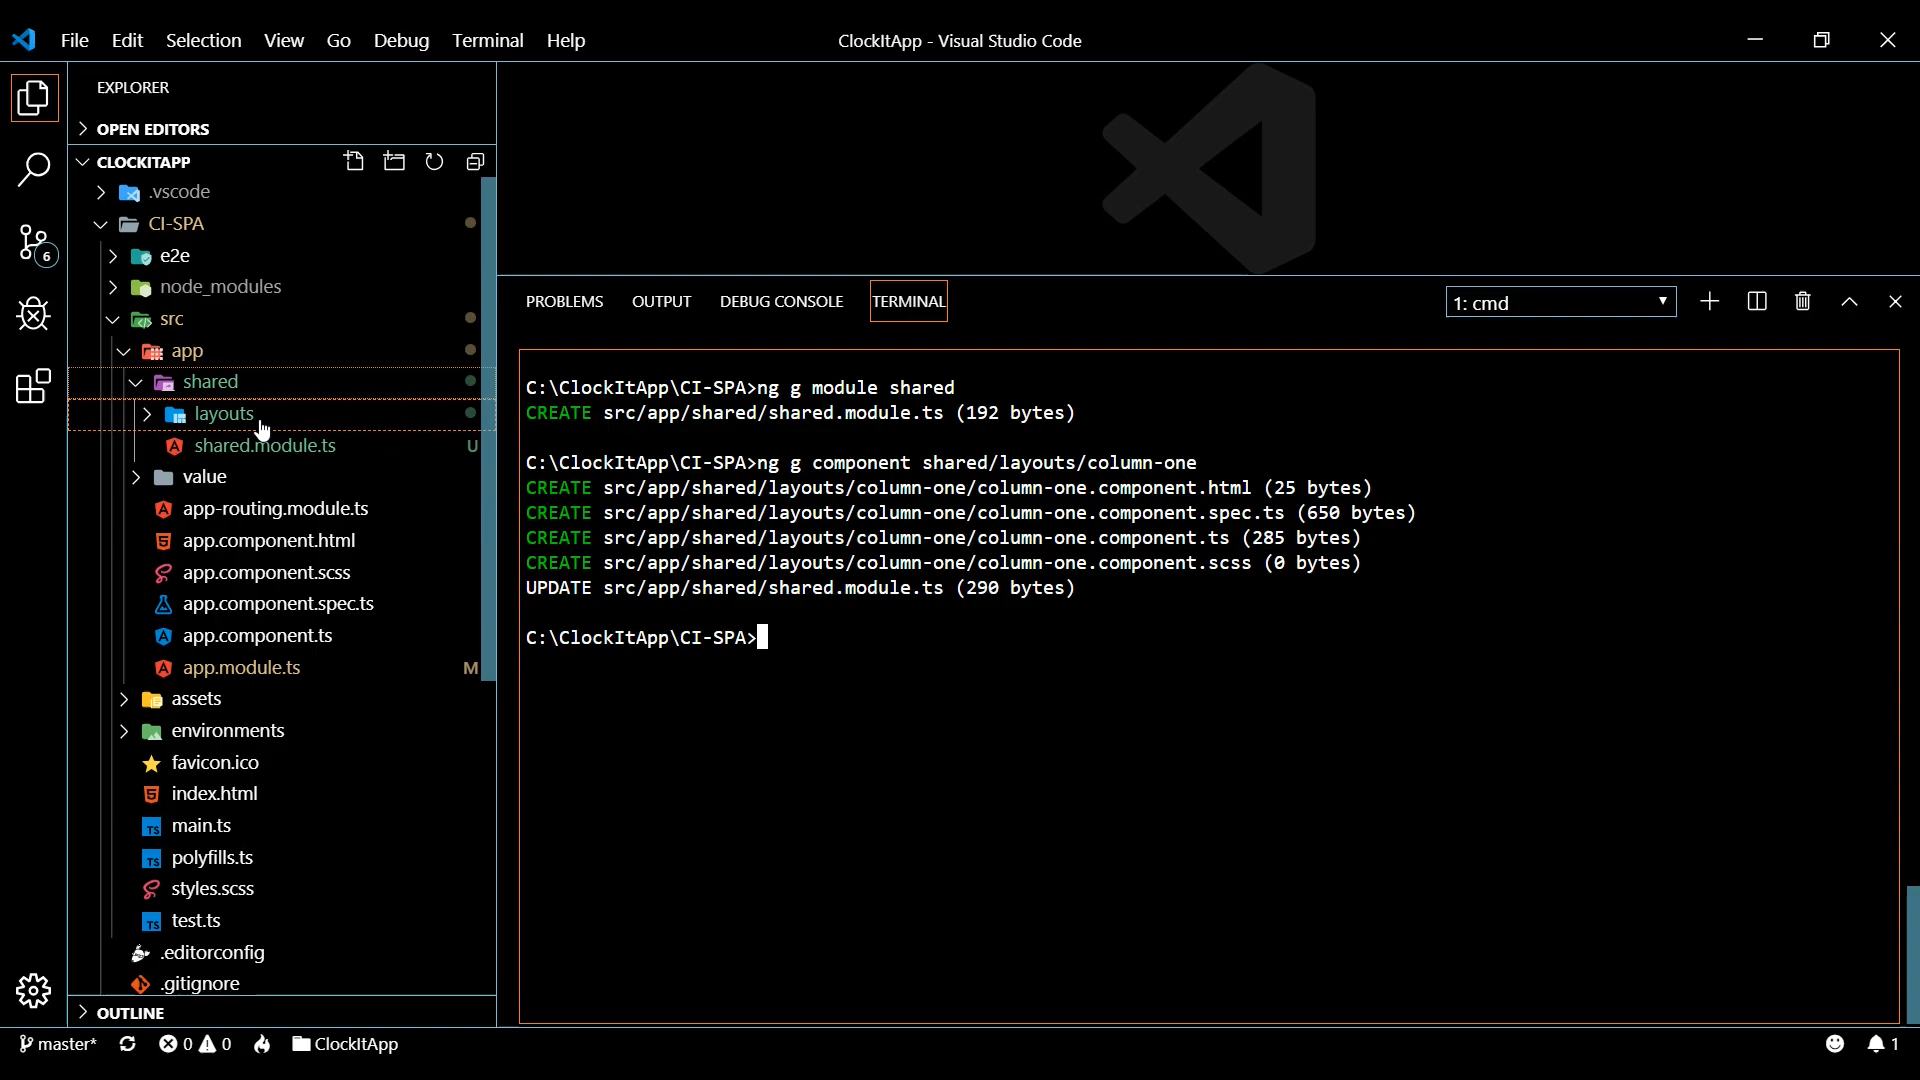 File Edit Selection View Go Debug Terminal Help
ClockItApp - Visual Studio Code
EXPLORER
OPEN EDITORS
CLOCKITAPP
.vscode
CI-SPA
e2e
node_modules
src
app
shared
layouts
shared.module.ts U
value
app-routing.module.ts
app.component.html
app.component.scss
app.component.spec.ts
app.component.ts
app.module.ts M
assets
environments
favicon.ico
index.html
TS main.ts
TS polyfills.ts
styles.scss
TS test.ts
.editorconfig
.gitignore
OUTLINE
6
PROBLEMS OUTPUT DEBUG CONSOLE TERMINAL
1: cmd
C:\ClockItApp\CI-SPA>ng g module shared
CREATE src/app/shared/shared.module.ts (192 bytes)
C:\ClockItApp\CI-SPA>ng g component shared/layouts/column-one
CREATE src/app/shared/layouts/column-one/column-one.component.html (25 bytes)
CREATE src/app/shared/layouts/column-one/column-one.component.spec.ts (650 bytes)
CREATE src/app/shared/layouts/column-one/column-one.component.ts (285 bytes)
CREATE src/app/shared/layouts/column-one/column-one.component.scss (0 bytes)
UPDATE src/app/shared/shared.module.ts (290 bytes)
C:\ClockItApp\CI-SPA>
master* 0 0 ClockItApp 1